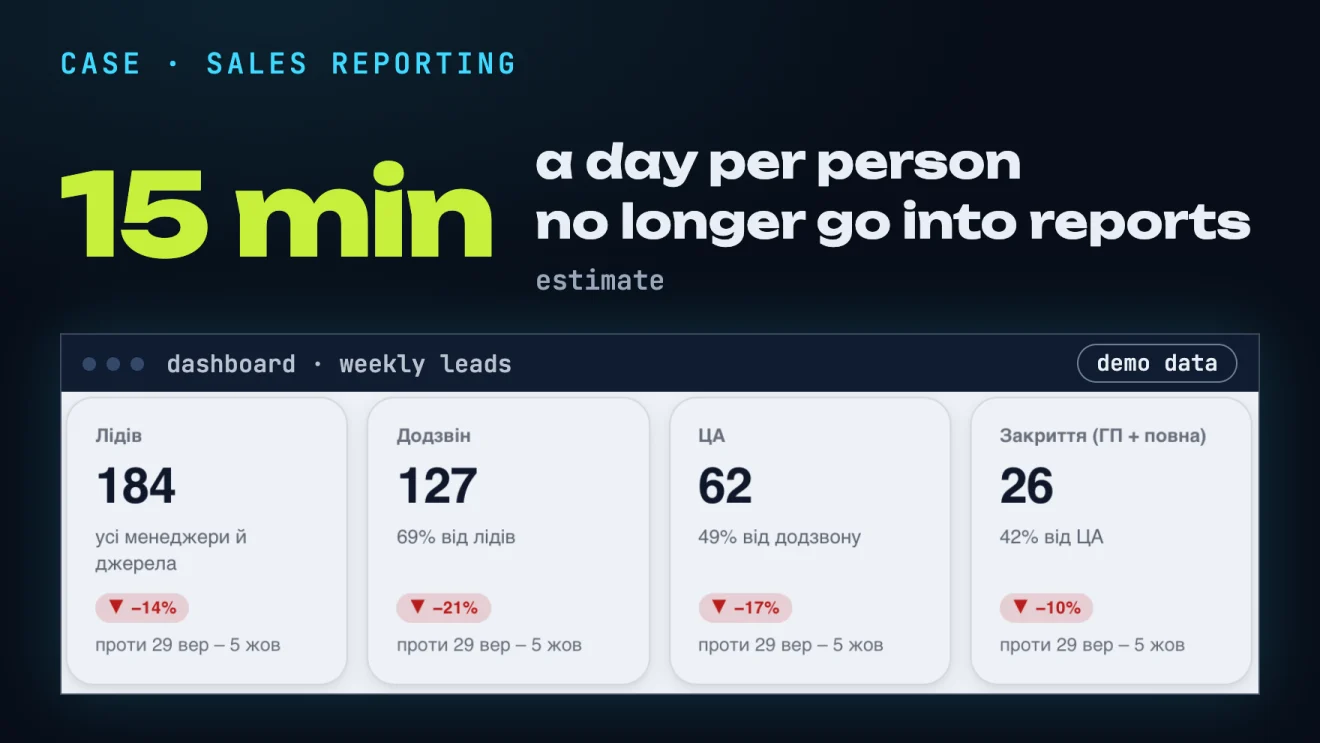 CASE · SALES REPORTING
15 min
a day per person
no longer go into reports
estimate
dashboard · weekly leads
demo data
Лідів
184
усі менеджери й
джерела
▼ −14%
проти 29 вер – 5 жов
Додзвін
127
69% від лідів
▼ −21%
проти 29 вер – 5 жов
ЦА
62
49% від додзвону
▼ −17%
проти 29 вер – 5 жов
Закриття (ГП + повна)
26
42% від ЦА
▼ −10%
проти 29 вер – 5 жов